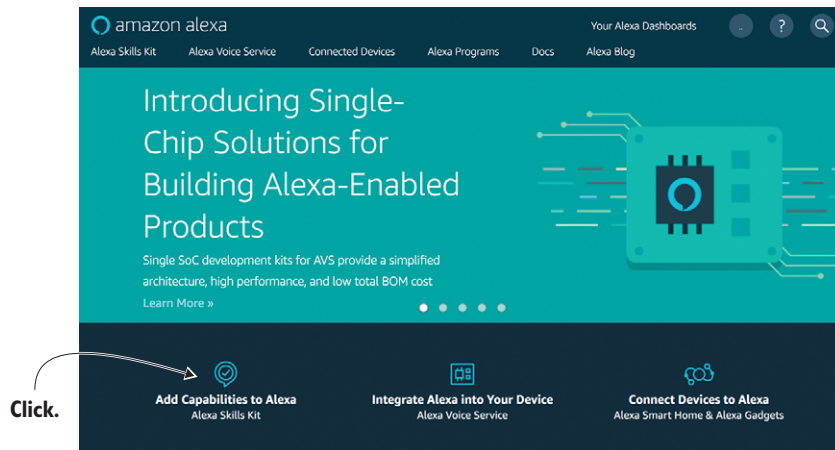 amazon alexa
Your Alexa Dashboards
..
?
Alexa Skills Kit
Alexa Voice Service
Connected Devices
Alexa Programs
Docs
Alexa Blog
Introducing Single-
Chip Solutions for
Building Alexa-Enabled
Products
Single SoC development kits for AVS provide a simplified
architecture, high performance, and low total BOM cost
Learn More »
Click.
Add Capabilities to Alexa
Alexa Skills Kit
Integrate Alexa into Your Device
Alexa Voice Service
Connect Devices to Alexa
Alexa Smart Home & Alexa Gadgets